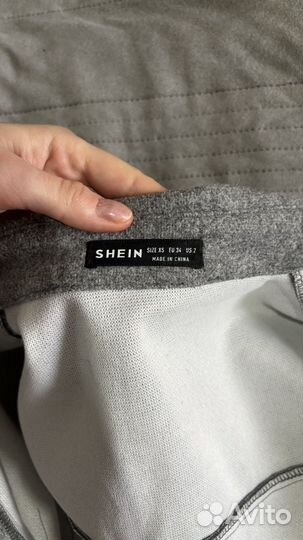 SHEIN SIZE XS EU 34 US 2
MADE IN CHINA
Avito